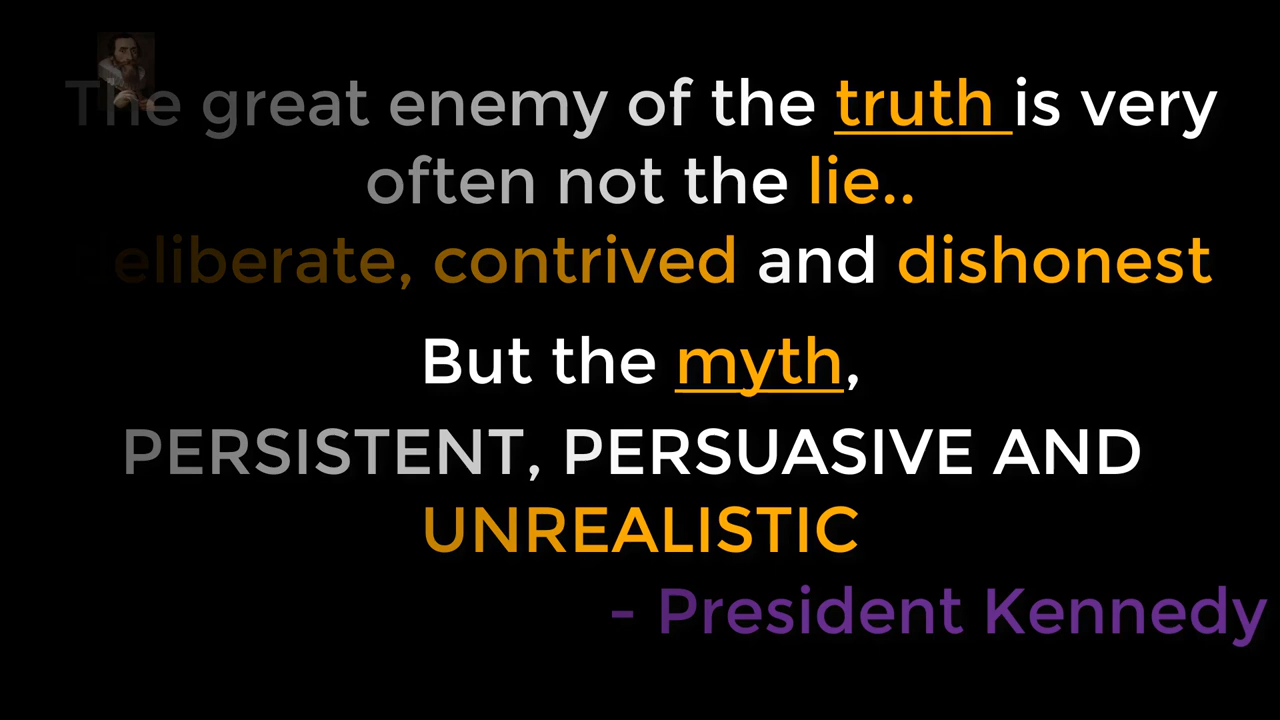 The great enemy of the truth is very
often not the lie..
deliberate, contrived and dishonest
But the myth,
PERSISTENT, PERSUASIVE AND
UNREALISTIC
- President Kennedy